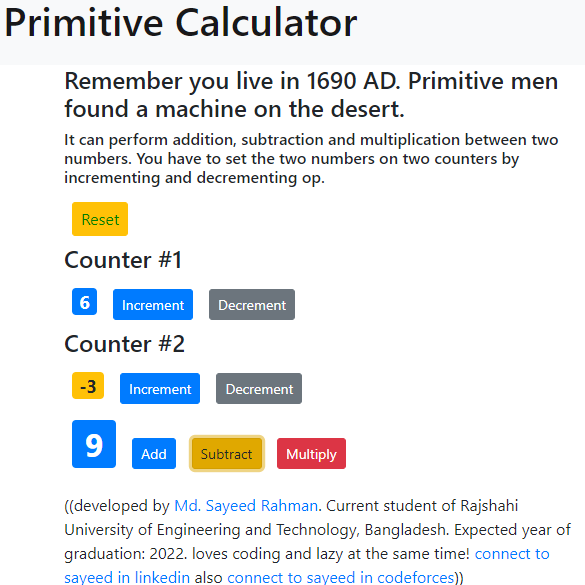 Primitive Calculator
Remember you live in 1690 AD. Primitive men
found a machine on the desert.
It can perform addition, subtraction and multiplication between two
numbers. You have to set the two numbers on two counters by
incrementing and decrementing op.
Reset
Counter #1
6 Increment Decrement
Counter #2
-3 Increment Decrement
9 Add Subtract Multiply
((developed by Md. Sayeed Rahman. Current student of Rajshahi
University of Engineering and Technology, Bangladesh. Expected year of
graduation: 2022. loves coding and lazy at the same time! connect to
sayeed in linkedin also connect to sayeed in codeforces))